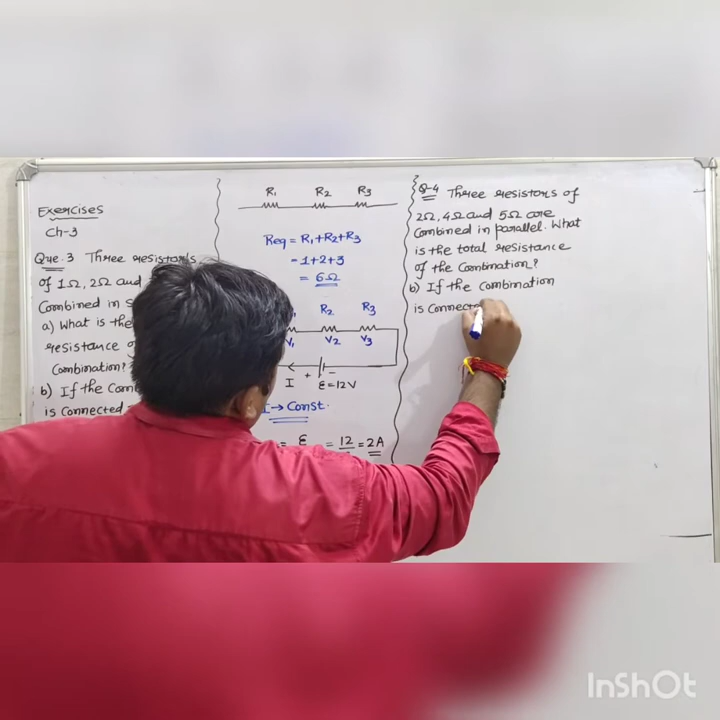 Exercises
Ch-3
Que.3 Three resistors
of 1Ω, 2Ω and
Combined in
a) What is the
resistance
Combination?
b) If the Com
is Connected
R₁ R₂ R₃
Req = R₁+R₂+R₃
= 1+2+3
= 6Ω
R₂ R₃
V₁ V₂ V₃
I + − ε=12V
I → Const.
= ε = 12 = 2A
Q-4 Three resistors of
2Ω, 4Ω and 5Ω are
Combined in parallel. What
is the total resistance
of the Combination?
b) If the combination
is Connect
InShOt